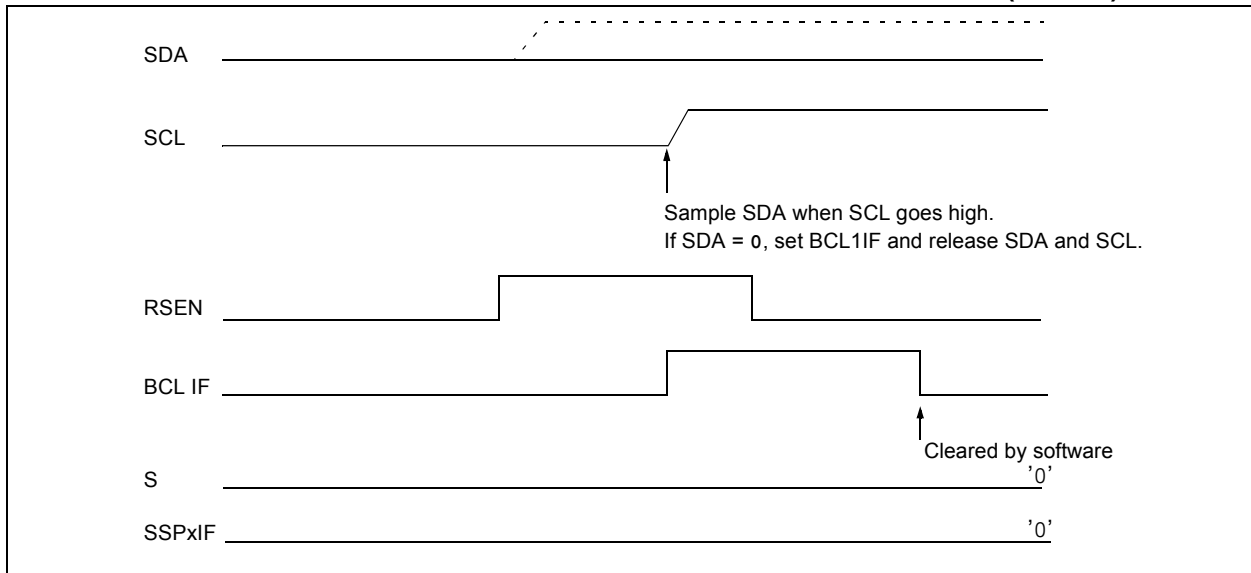 SDA
SCL
Sample SDA when SCL goes high.
If SDA = 0, set BCL1IF and release SDA and SCL.
RSEN
BCL IF
Cleared by software
S
'0'
SSPxIF
'0'